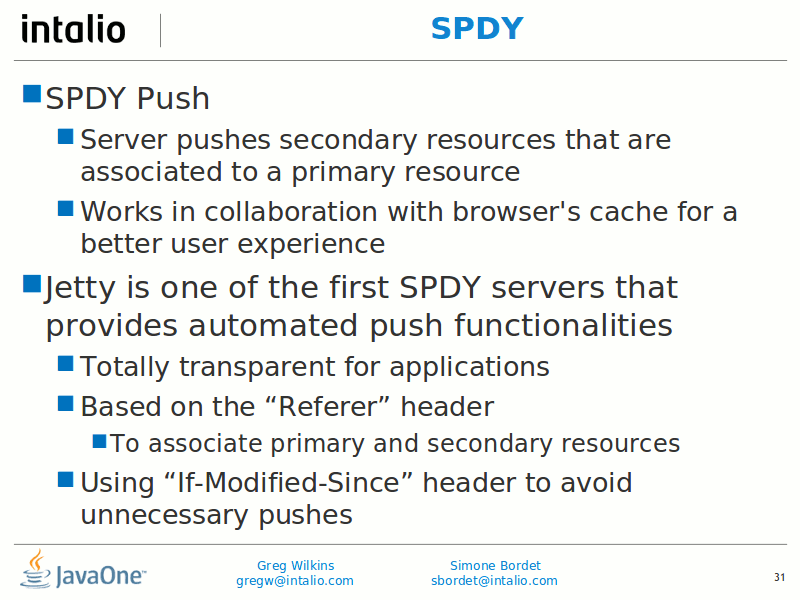 intalio
SPDY
SPDY Push
Server pushes secondary resources that are
associated to a primary resource
Works in collaboration with browser's cache for a
better user experience
Jetty is one of the first SPDY servers that
provides automated push functionalities
Totally transparent for applications
Based on the “Referer” header
To associate primary and secondary resources
Using “If-Modified-Since” header to avoid
unnecessary pushes
JavaOne™
Greg Wilkins
gregw@intalio.com
Simone Bordet
sbordet@intalio.com
31